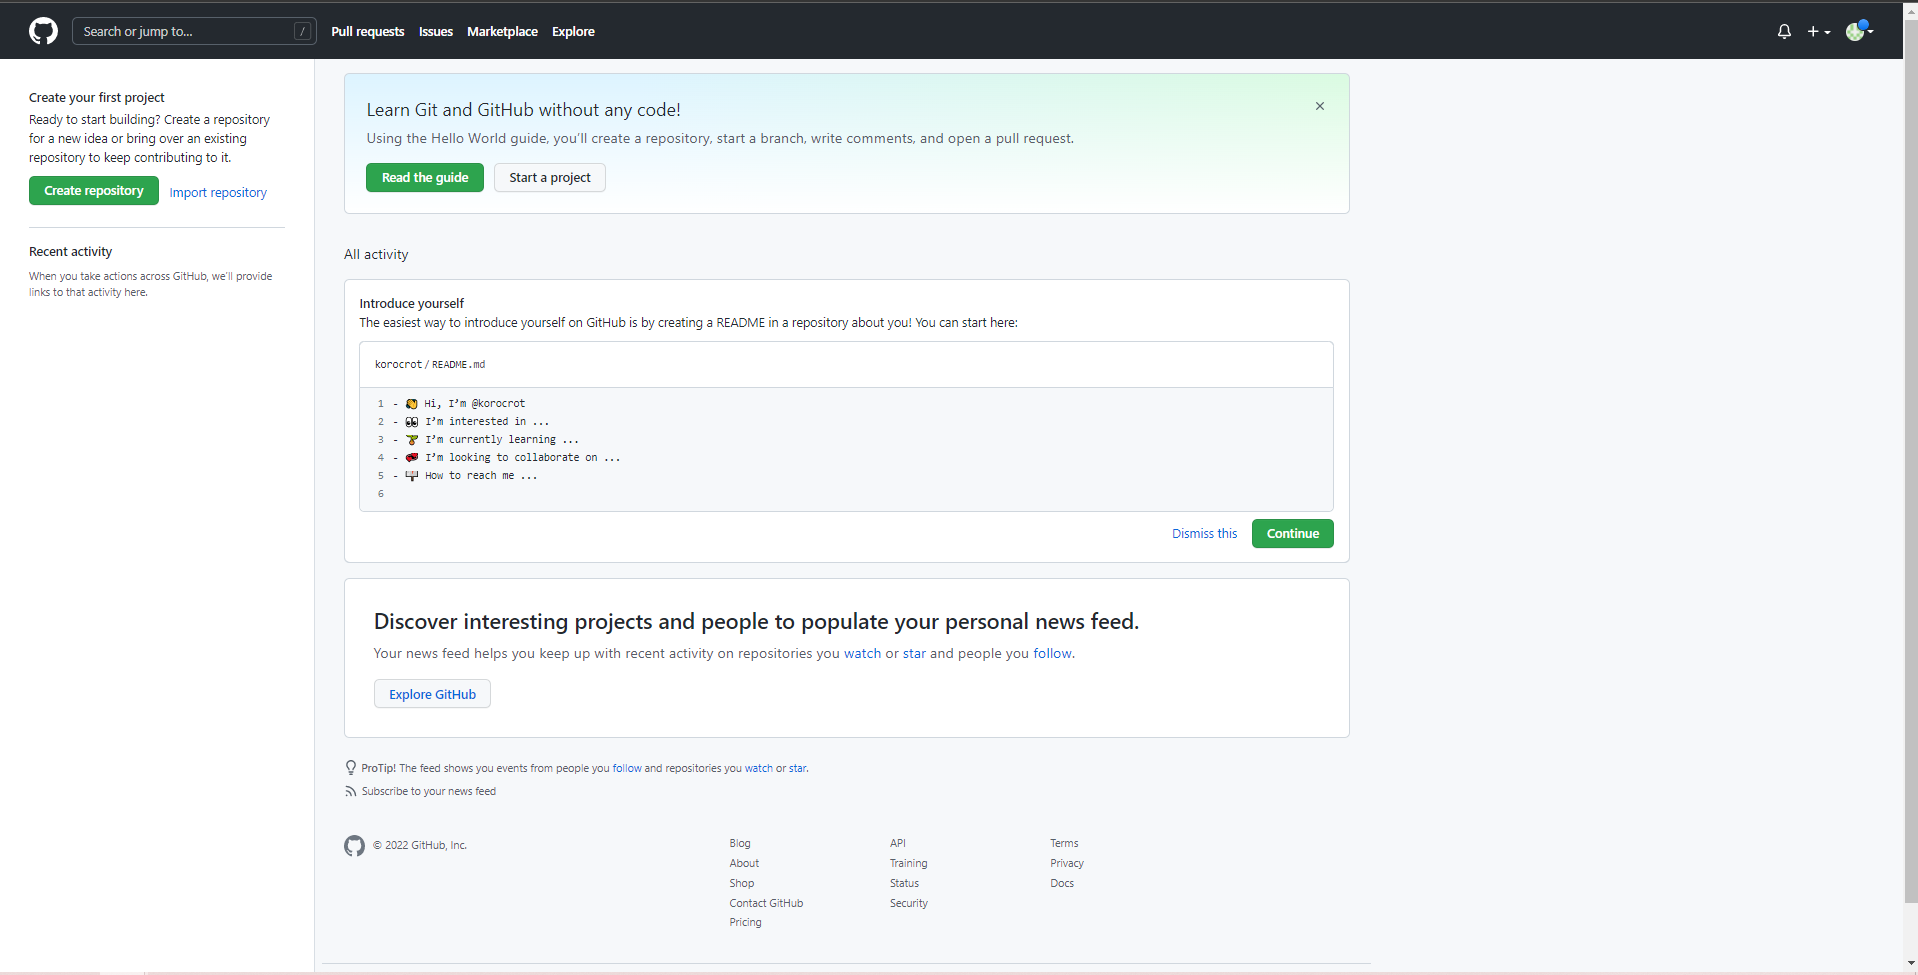 Search or jump to... /
Pull requests
Issues
Marketplace
Explore
Create your first project
Ready to start building? Create a repository
for a new idea or bring over an existing
repository to keep contributing to it.
Create repository
Import repository
Recent activity
When you take actions across GitHub, we'll provide
links to that activity here.
Learn Git and GitHub without any code!
Using the Hello World guide, you'll create a repository, start a branch, write comments, and open a pull request.
Read the guide
Start a project
All activity
Introduce yourself
The easiest way to introduce yourself on GitHub is by creating a README in a repository about you! You can start here:
korocrot / README.md
1 - 👋 Hi, I'm @korocrot
2 - 👀 I'm interested in ...
3 - 🌱 I'm currently learning ...
4 - 💞️ I'm looking to collaborate on ...
5 - 📫 How to reach me ...
6
Dismiss this
Continue
Discover interesting projects and people to populate your personal news feed.
Your news feed helps you keep up with recent activity on repositories you watch or star and people you follow.
Explore GitHub
ProTip! The feed shows you events from people you follow and repositories you watch or star.
Subscribe to your news feed
© 2022 GitHub, Inc.
Blog
About
Shop
Contact GitHub
Pricing
API
Training
Status
Security
Terms
Privacy
Docs